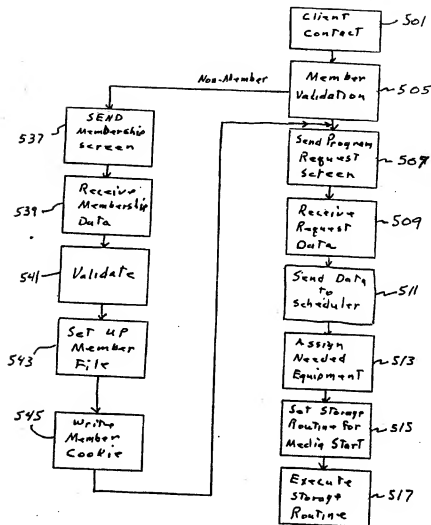 Client
Contact
501
Non-Member
Member
Validation
505
SEND
Membership
Screen
537
Send Program
Request
Screen
507
Receive
Membership
Data
539
Receive
Request
Data
509
Validate
541
Send Data
to
Scheduler
511
Set UP
Member
File
543
Assign
Needed
Equipment
513
Write
Member
Cookie
545
Set Storage
Routine For
Media Start
515
Execute
Storage
Routine
517